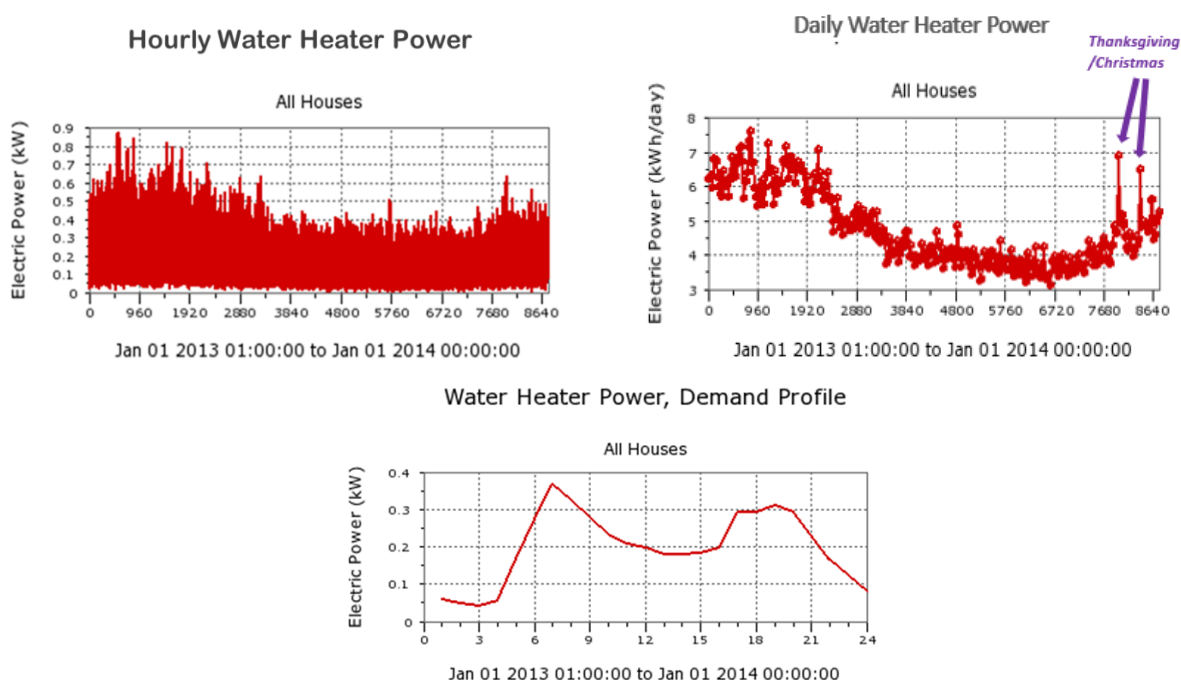 Hourly Water Heater Power
All Houses
Electric Power (kW)
0.9
0.8
0.7
0.6
0.5
0.4
0.3
0.2
0.1
0
0 960 1920 2880 3840 4800 5760 6720 7680 8640
Jan 01 2013 01:00:00 to Jan 01 2014 00:00:00
Daily Water Heater Power
Thanksgiving
/Christmas
All Houses
Electric Power (kWh/day)
8
7
6
5
4
3
0 960 1920 2880 3840 4800 5760 6720 7680 8640
Jan 01 2013 01:00:00 to Jan 01 2014 00:00:00
Water Heater Power, Demand Profile
All Houses
Electric Power (kW)
0.4
0.3
0.2
0.1
0
0 3 6 9 12 15 18 21 24
Jan 01 2013 01:00:00 to Jan 01 2014 00:00:00